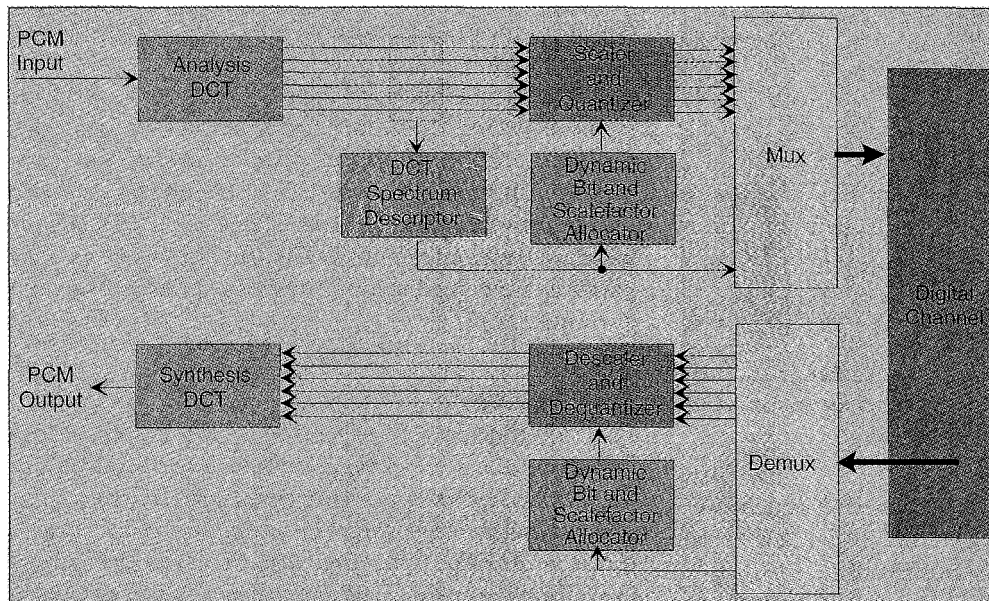 PCM
Input
Analysis
DCT
Scaler
and
Quantizer
Mux
DCT
Spectrum
Descriptor
Dynamic
Bit and
Scalefactor
Allocator
Digital
Channel
PCM
Output
Synthesis
DCT
Descaler
and
Dequantizer
Demux
Dynamic
Bit and
Scalefactor
Allocator